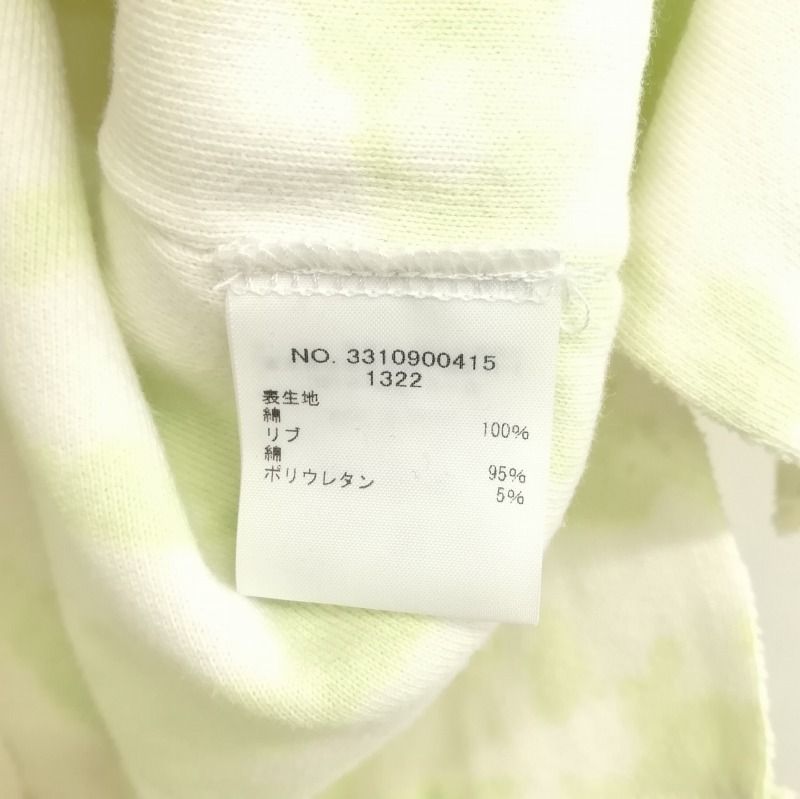 NO. 3310900415
1322
表生地
綿 100%
リブ
綿 95%
ポリウレタン 5%